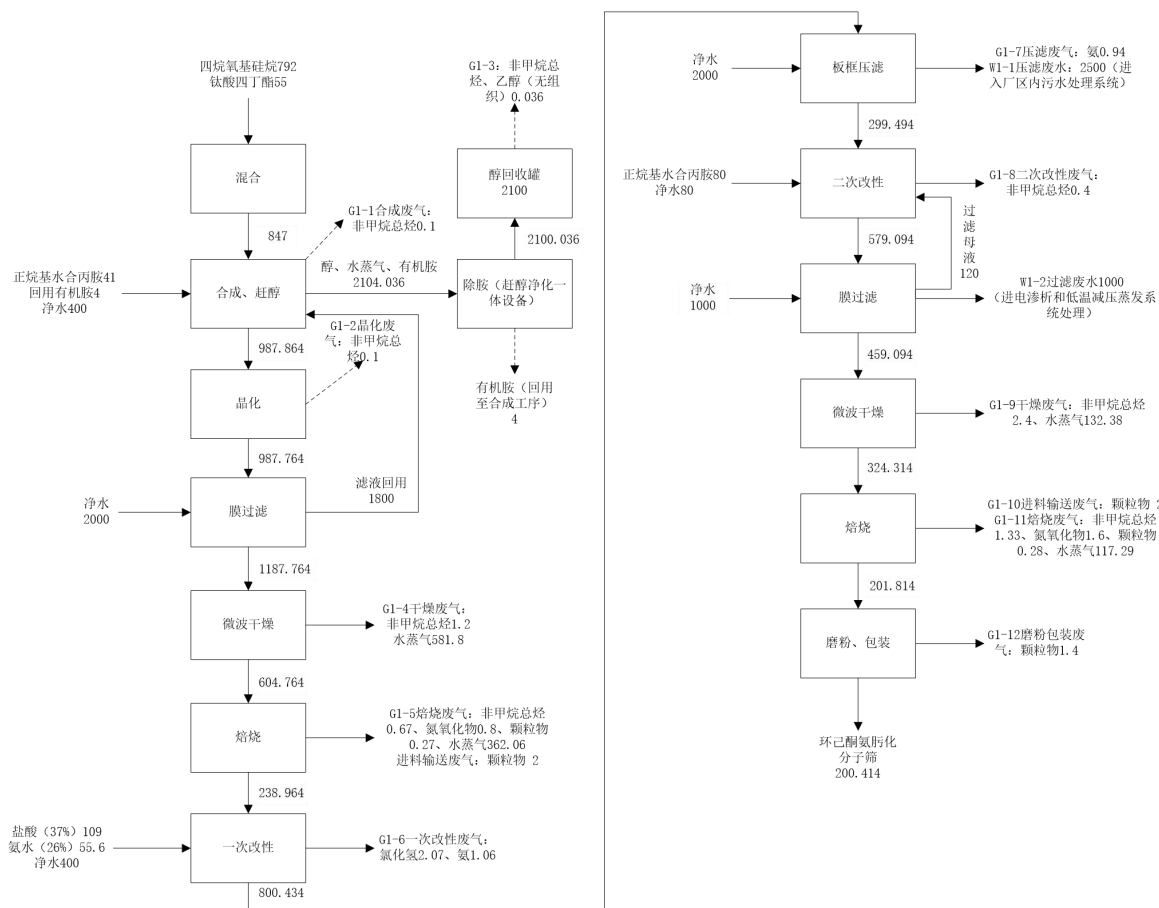 四烷氧基硅烷792
钛酸四丁酯55
混合
847
正烷基水合丙胺41
回用有机胺4
净水400
合成、赶醇
G1-1合成废气：
非甲烷总烃0.1
醇、水蒸气、有机胺
2104.036
除胺（赶醇净化一
体设备）
2100.036
醇回收罐
2100
G1-3：非甲烷总
烃、乙醇（无组
织）0.036
有机胺（回用
至合成工序）
4
987.864
晶化
G1-2晶化废
气：非甲烷总
烃0.1
987.764
净水
2000
膜过滤
滤液回用
1800
1187.764
微波干燥
G1-4干燥废气：
非甲烷总烃1.2
水蒸气581.8
604.764
焙烧
G1-5焙烧废气：非甲烷总烃
0.67、氮氧化物0.8、颗粒物
0.27、水蒸气362.06
进料输送废气：颗粒物 2
238.964
盐酸（37%）109
氨水（26%）55.6
净水400
一次改性
G1-6一次改性废气：
氯化氢2.07、氨1.06
800.434
净水
2000
板框压滤
G1-7压滤废气：氨0.94
W1-1压滤废水：2500（进
入厂区内污水处理系统）
299.494
正烷基水合丙胺80
净水80
二次改性
G1-8二次改性废气：
非甲烷总烃0.4
579.094
过
滤
母
液
120
净水
1000
膜过滤
W1-2过滤废水1000
（进电渗析和低温减压蒸发系
统处理）
459.094
微波干燥
G1-9干燥废气：非甲烷总烃
2.4、水蒸气132.38
324.314
焙烧
G1-10进料输送废气：颗粒物 2
G1-11焙烧废气：非甲烷总烃
1.33、氮氧化物1.6、颗粒物
0.28、水蒸气117.29
201.814
磨粉、包装
G1-12磨粉包装废
气：颗粒物1.4
环己酮氨肟化
分子筛
200.414